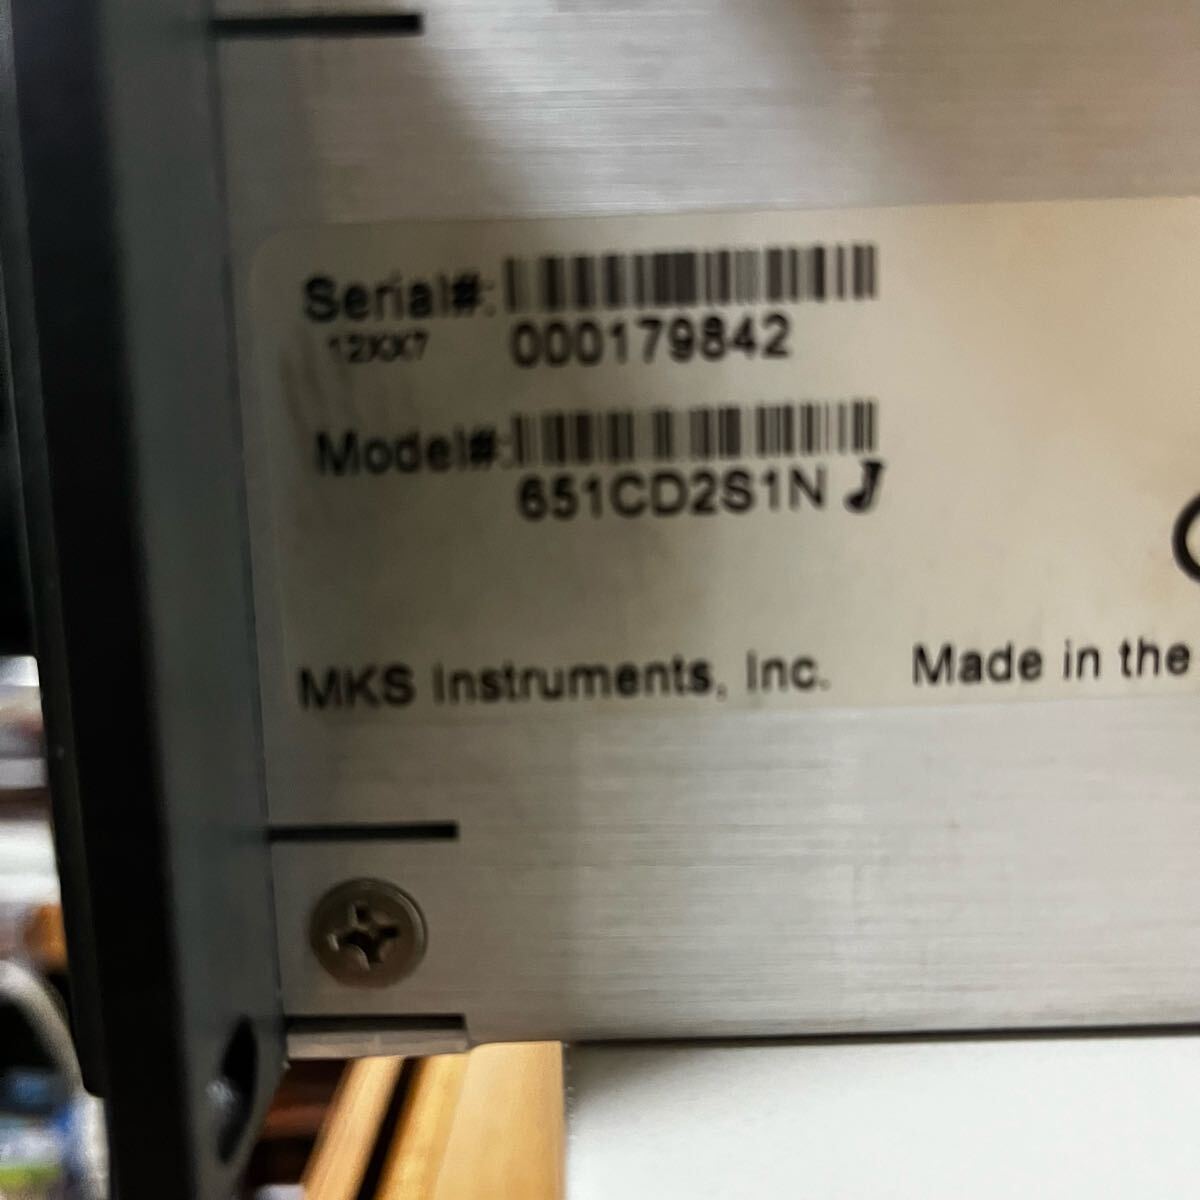 Serial#:
12XX7 000179842
Model#:
651CD2S1N J
MKS Instruments, Inc. Made in the